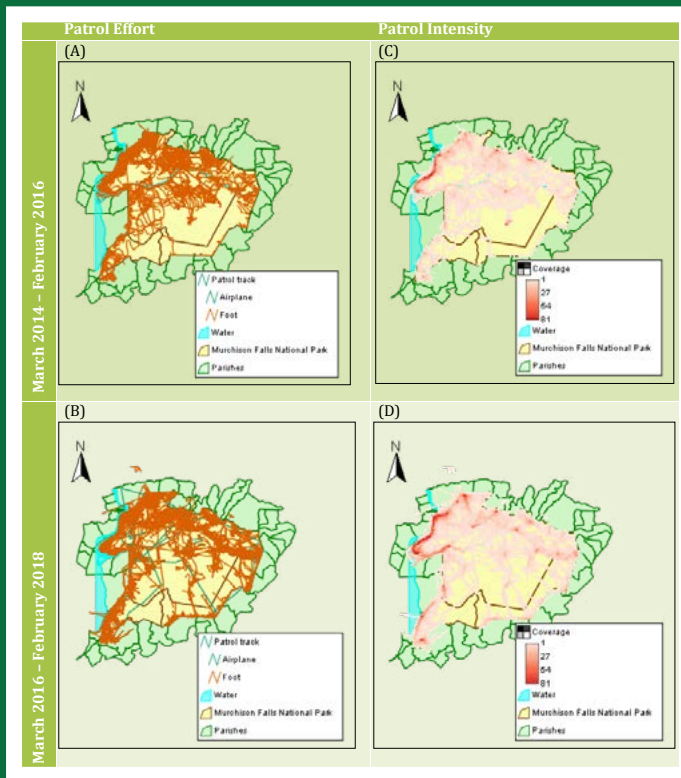 Patrol Effort
Patrol Intensity
March 2014 – February 2016
(A)
N
Patrol track
Airplane
Foot
Water
Murchison Falls National Park
Parishes
(C)
N
Coverage
1
27
54
81
Water
Murchison Falls National Park
Parishes
March 2016 – February 2018
(B)
N
Patrol track
Airplane
Foot
Water
Murchison Falls National Park
Parishes
(D)
N
Coverage
1
27
54
81
Water
Murchison Falls National Park
Parishes